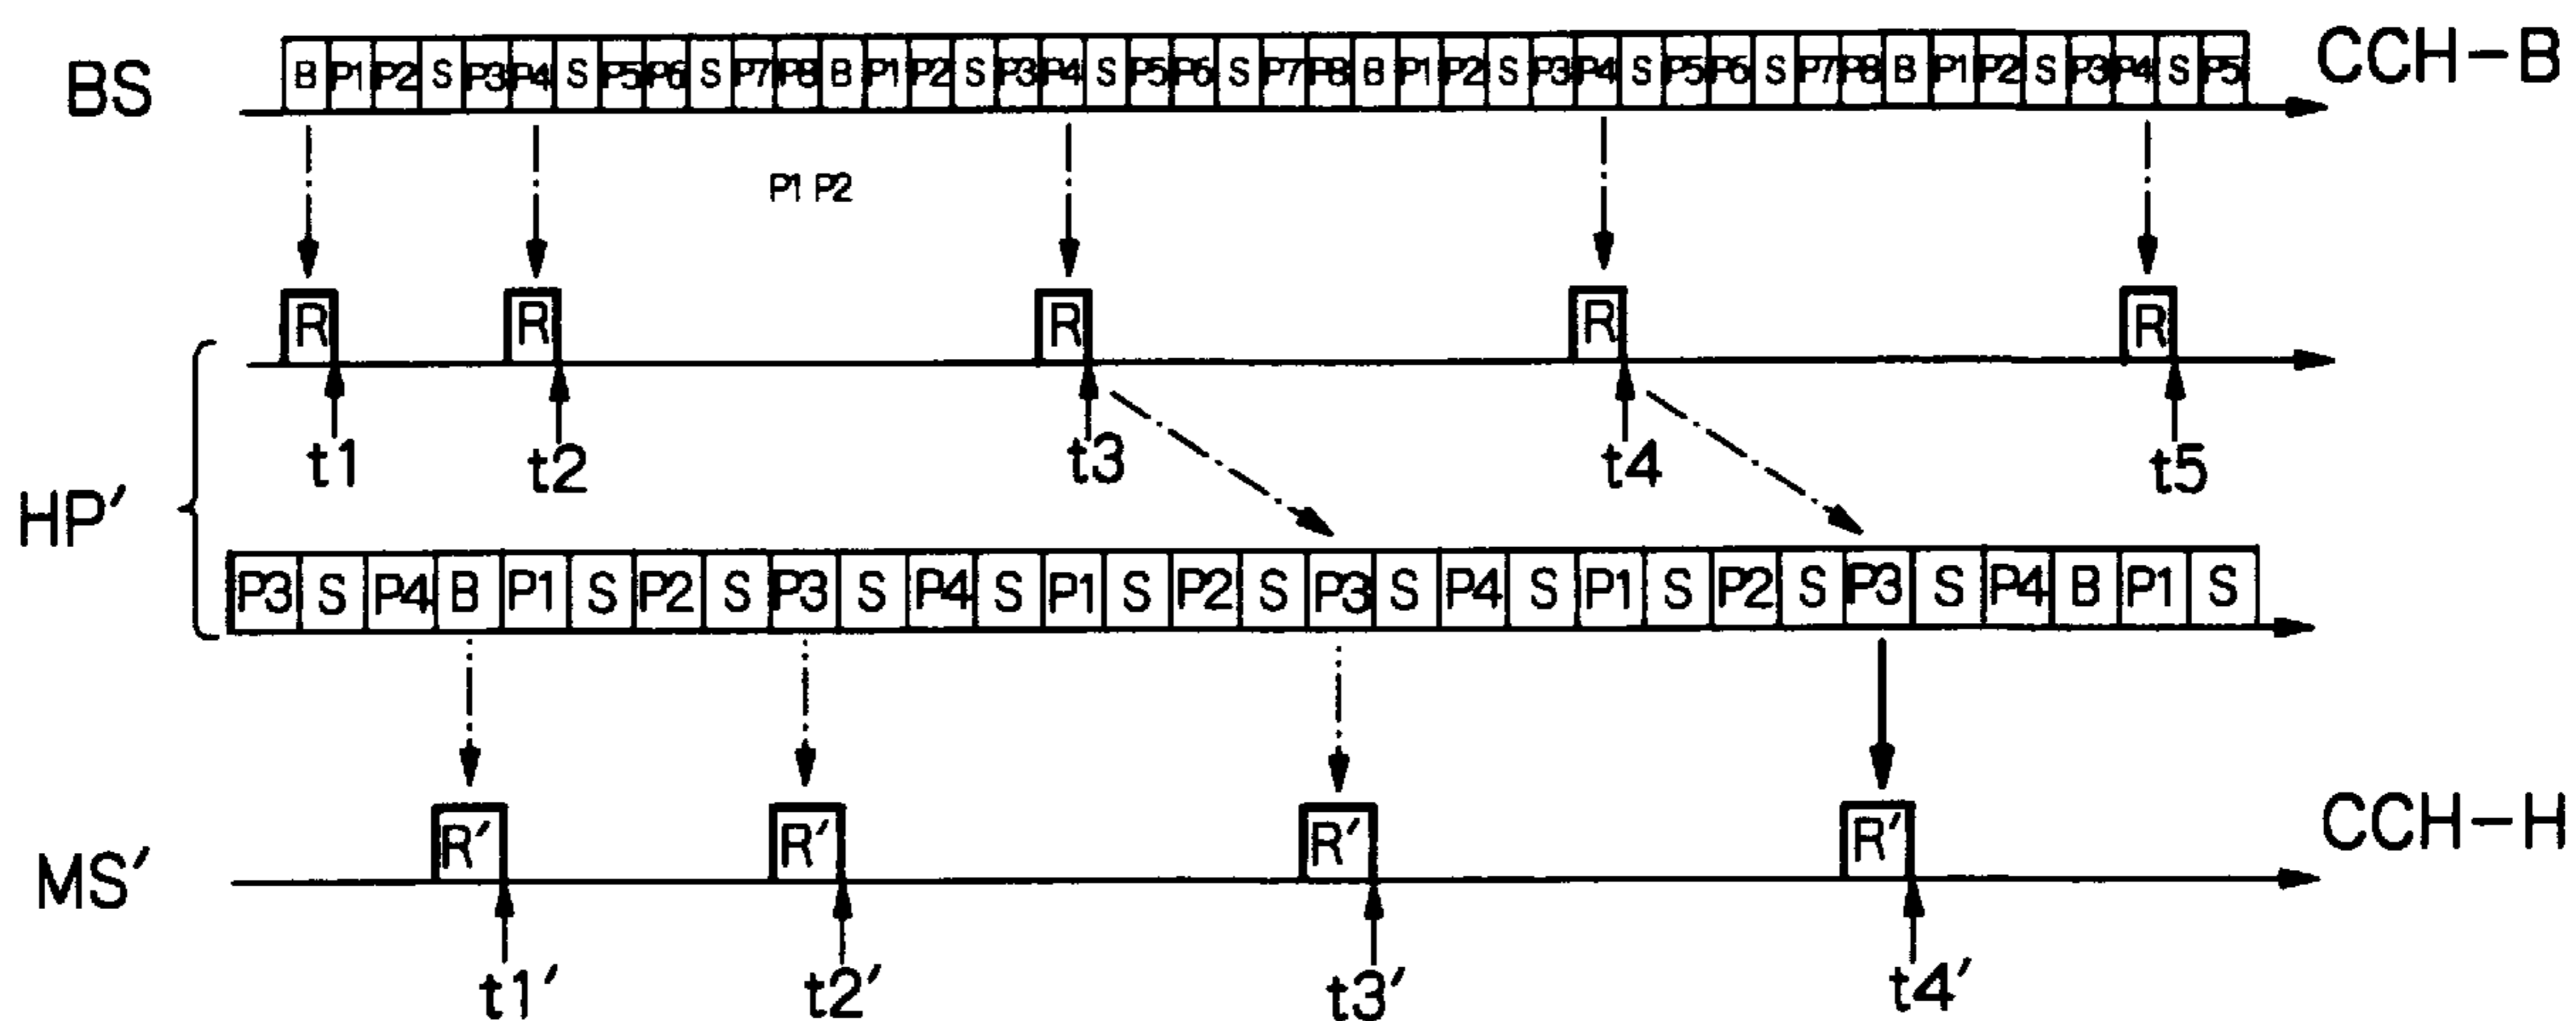 BS B P1 P2 S P3 P4 S P5 P6 S P7 P8 B P1 P2 S P3 P4 S P5 P6 S P7 P8 B P1 P2 S P3 P4 S P5 P6 S P7 P8 B P1 P2 S P3 P4 S P5 CCH-B
P1 P2
R R R R R
t1 t2 t3 t4 t5
HP′
P3 S P4 B P1 S P2 S P3 S P4 S P1 S P2 S P3 S P4 S P1 S P2 S P3 S P4 B P1 S
MS′ R′ R′ R′ R′ CCH-H
t1′ t2′ t3′ t4′